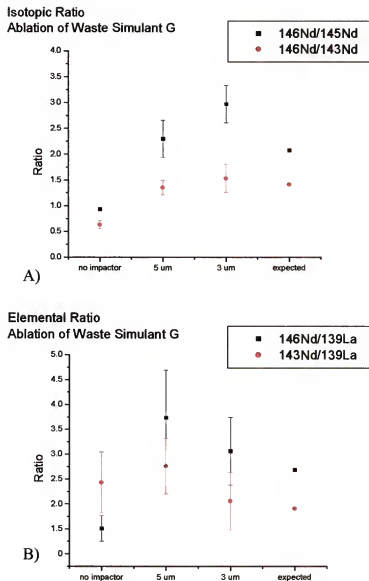 Isotopic Ratio
Ablation of Waste Simulant G
146Nd/145Nd
146Nd/143Nd
4.0
3.5
3.0
2.5
2.0
1.5
1.0
0.5
0.0
Ratio
no impactor 5 um 3 um expected
A)
Elemental Ratio
Ablation of Waste Simulant G
146Nd/139La
143Nd/139La
5.0
4.5
4.0
3.5
3.0
2.5
2.0
1.5
1.0
0.5
0
Ratio
no impactor 5 um 3 um expected
B)